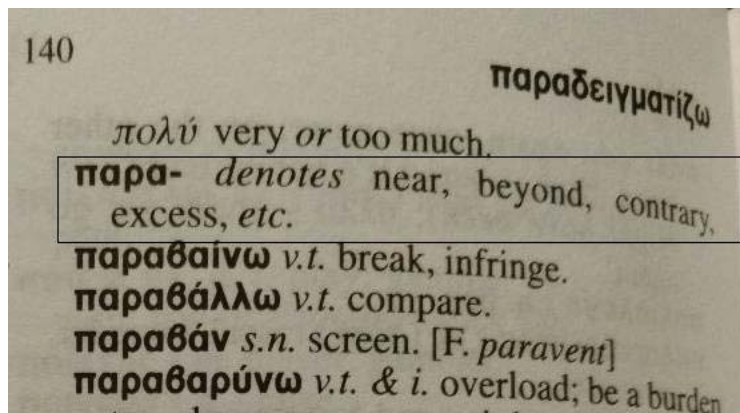 140
παραδειγματίζω
πολύ very or too much.
παρα- denotes near, beyond, contrary,
excess, etc.
παραβαίνω v.t. break, infringe.
παραβάλλω v.t. compare.
παραβάν s.n. screen. [F. paravent]
παραβαρύνω v.t. & i. overload; be a burden